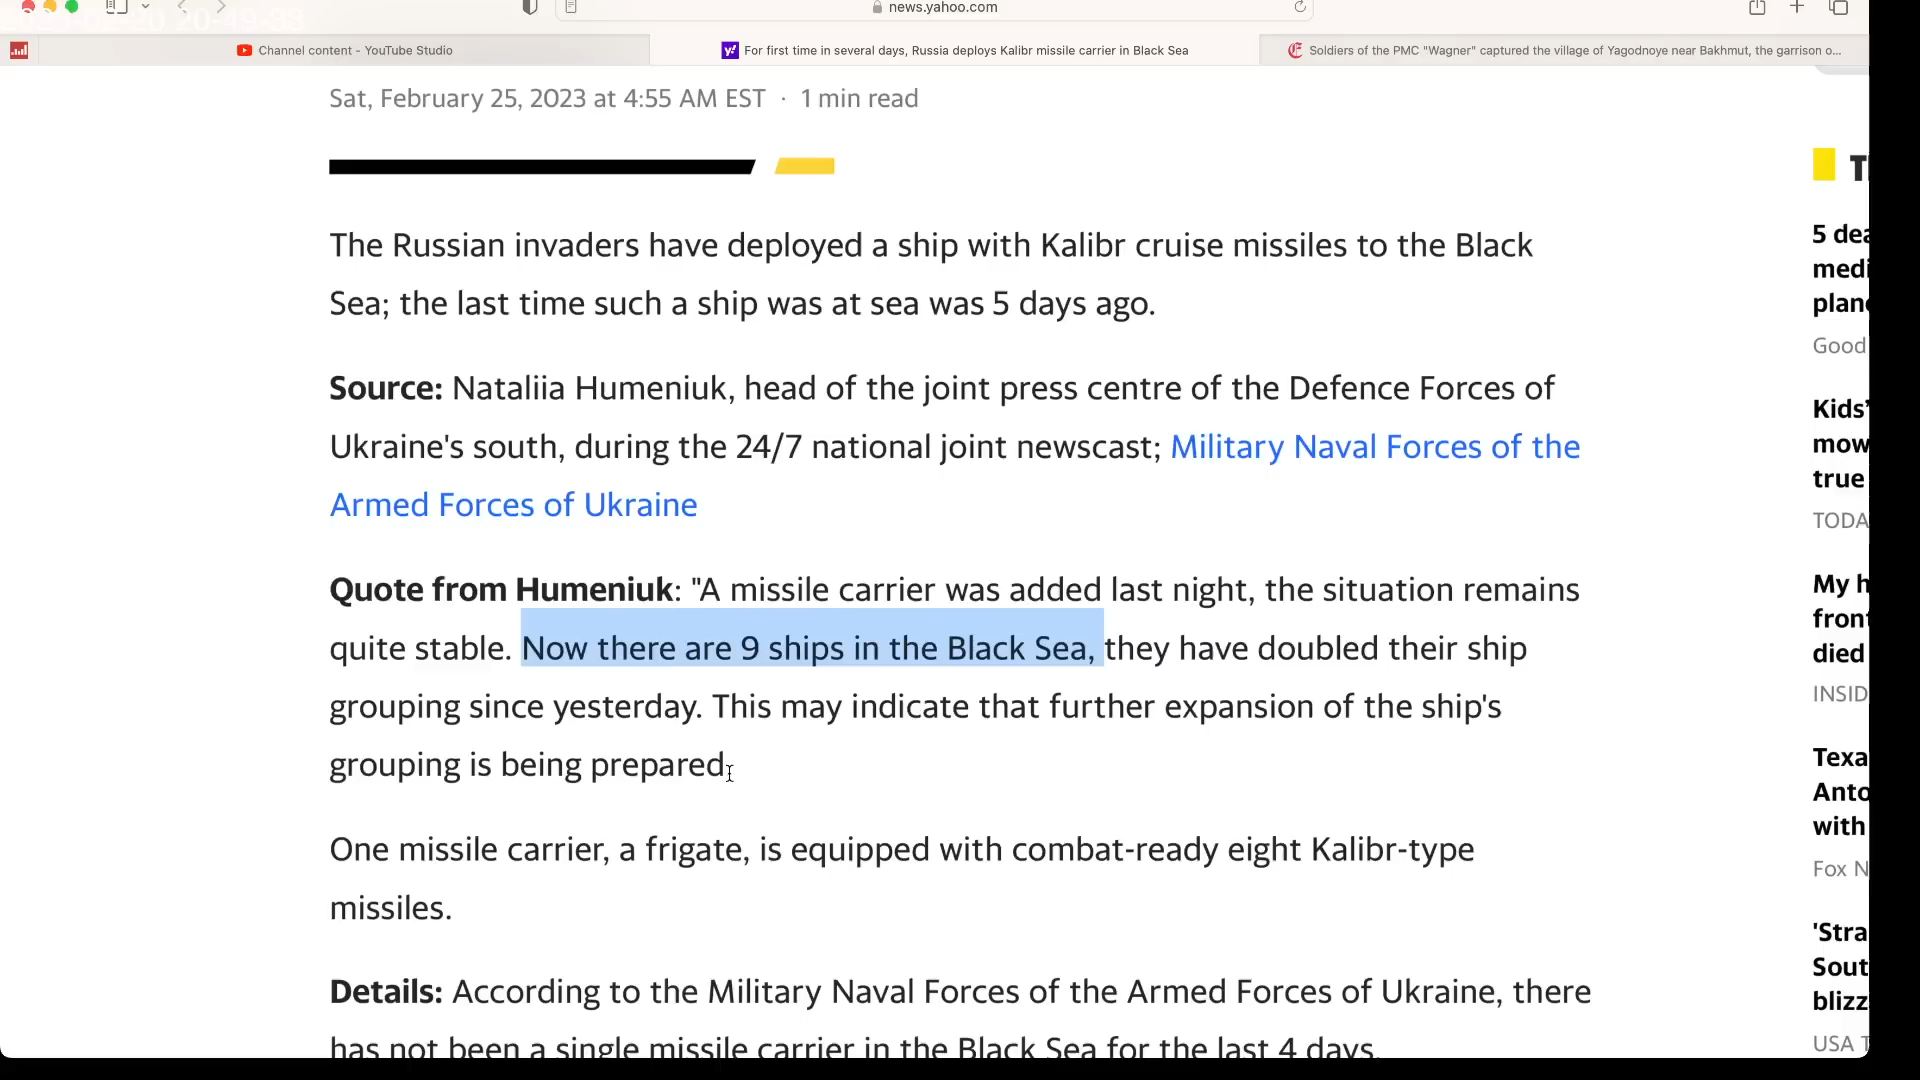 news.yahoo.com
Channel content - YouTube Studio
For first time in several days, Russia deploys Kalibr missile carrier in Black Sea
Soldiers of the PMC "Wagner" captured the village of Yagodnoye near Bakhmut, the garrison o...
Sat, February 25, 2023 at 4:55 AM EST · 1 min read
The Russian invaders have deployed a ship with Kalibr cruise missiles to the Black
Sea; the last time such a ship was at sea was 5 days ago.
Source: Nataliia Humeniuk, head of the joint press centre of the Defence Forces of
Ukraine's south, during the 24/7 national joint newscast; Military Naval Forces of the
Armed Forces of Ukraine
Quote from Humeniuk: "A missile carrier was added last night, the situation remains
quite stable. Now there are 9 ships in the Black Sea, they have doubled their ship
grouping since yesterday. This may indicate that further expansion of the ship's
grouping is being prepared.
One missile carrier, a frigate, is equipped with combat-ready eight Kalibr-type
missiles.
Details: According to the Military Naval Forces of the Armed Forces of Ukraine, there
has not been a single missile carrier in the Black Sea for the last 4 days.
5 dea
medi
plane
Good
Kids'
mow
true
TODA
My h
front
died
INSID
Texa
Anto
with
Fox N
'Stra
Sout
blizz
USA T